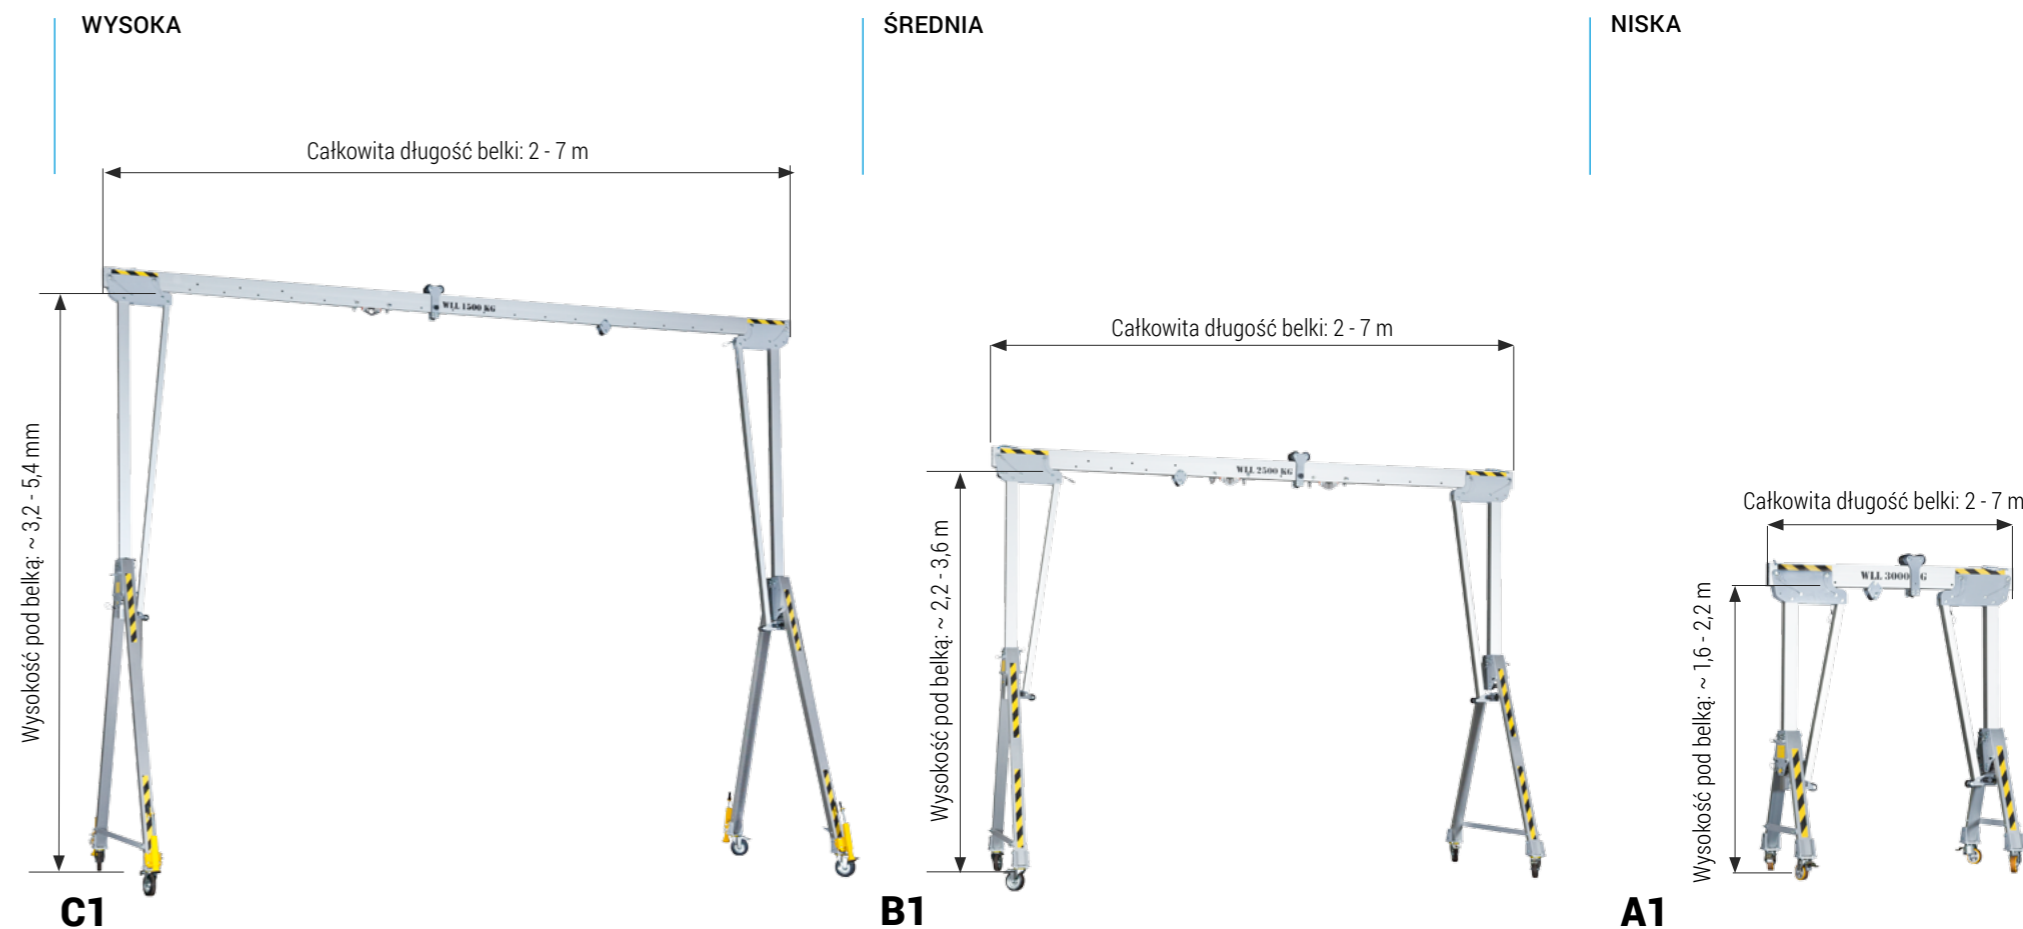 WYSOKA
Całkowita długość belki: 2 - 7 m
WLL 1500 KG
Wysokość pod belką: ~ 3,2 - 5,4 mm
C1
ŚREDNIA
Całkowita długość belki: 2 - 7 m
WLL 2500 KG
Wysokość pod belką: ~ 2,2 - 3,6 m
B1
NISKA
Całkowita długość belki: 2 - 7 m
WLL 3000 G
Wysokość pod belką: ~ 1,6 - 2,2 m
A1